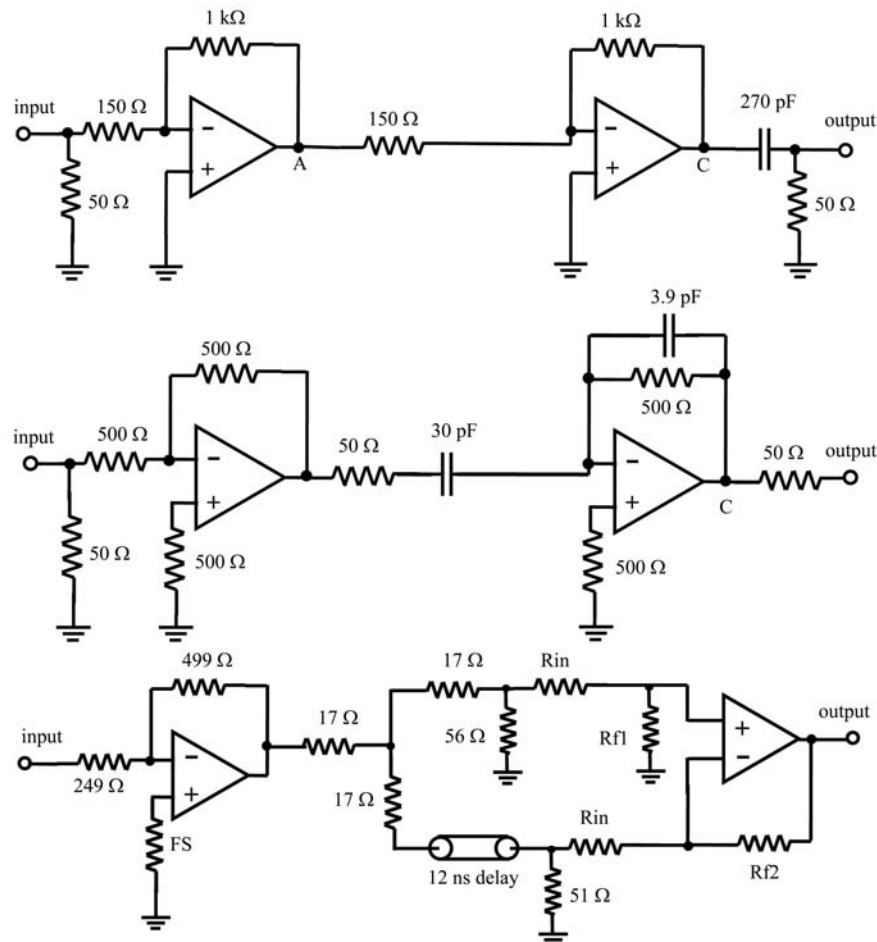 1 kΩ
1 kΩ
input
150 Ω
150 Ω
270 pF
output
−
+
A
−
+
C
50 Ω
50 Ω
3.9 pF
500 Ω
500 Ω
input
500 Ω
50 Ω
30 pF
50 Ω
output
−
+
−
+
C
50 Ω
500 Ω
500 Ω
499 Ω
17 Ω
Rin
input
17 Ω
output
249 Ω
−
+
56 Ω
Rf1
+
−
17 Ω
FS
Rin
12 ns delay
Rf2
51 Ω